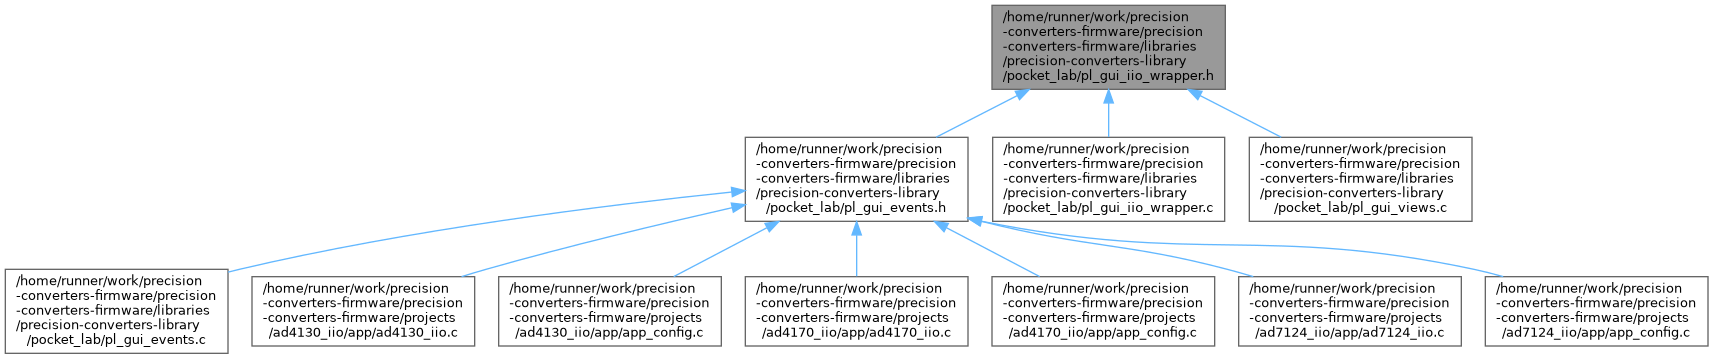 /home/runner/work/precision
-converters-firmware/precision
-converters-firmware/libraries
/precision-converters-library
/pocket_lab/pl_gui_iio_wrapper.h
/home/runner/work/precision
-converters-firmware/precision
-converters-firmware/libraries
/precision-converters-library
/pocket_lab/pl_gui_events.h
/home/runner/work/precision
-converters-firmware/precision
-converters-firmware/libraries
/precision-converters-library
/pocket_lab/pl_gui_iio_wrapper.c
/home/runner/work/precision
-converters-firmware/precision
-converters-firmware/libraries
/precision-converters-library
/pocket_lab/pl_gui_views.c
/home/runner/work/precision
-converters-firmware/precision
-converters-firmware/libraries
/precision-converters-library
/pocket_lab/pl_gui_events.c
/home/runner/work/precision
-converters-firmware/precision
-converters-firmware/projects
/ad4130_iio/app/ad4130_iio.c
/home/runner/work/precision
-converters-firmware/precision
-converters-firmware/projects
/ad4130_iio/app/app_config.c
/home/runner/work/precision
-converters-firmware/precision
-converters-firmware/projects
/ad4170_iio/app/ad4170_iio.c
/home/runner/work/precision
-converters-firmware/precision
-converters-firmware/projects
/ad4170_iio/app/app_config.c
/home/runner/work/precision
-converters-firmware/precision
-converters-firmware/projects
/ad7124_iio/app/ad7124_iio.c
/home/runner/work/precision
-converters-firmware/precision
-converters-firmware/projects
/ad7124_iio/app/app_config.c